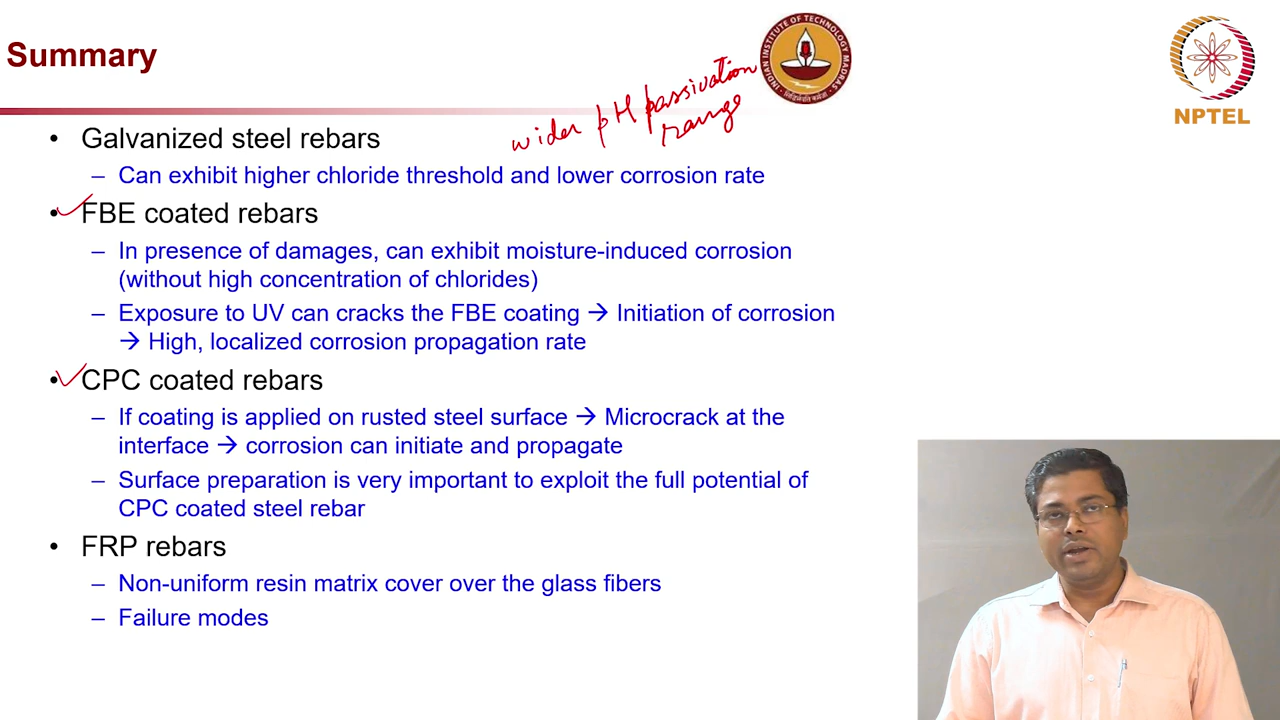 Summary
wider pH passivation
range
INDIAN INSTITUTE OF TECHNOLOGY MADRAS
NPTEL
• Galvanized steel rebars
– Can exhibit higher chloride threshold and lower corrosion rate
• FBE coated rebars
– In presence of damages, can exhibit moisture-induced corrosion
(without high concentration of chlorides)
– Exposure to UV can cracks the FBE coating → Initiation of corrosion
→ High, localized corrosion propagation rate
• CPC coated rebars
– If coating is applied on rusted steel surface → Microcrack at the
interface → corrosion can initiate and propagate
– Surface preparation is very important to exploit the full potential of
CPC coated steel rebar
• FRP rebars
– Non-uniform resin matrix cover over the glass fibers
– Failure modes